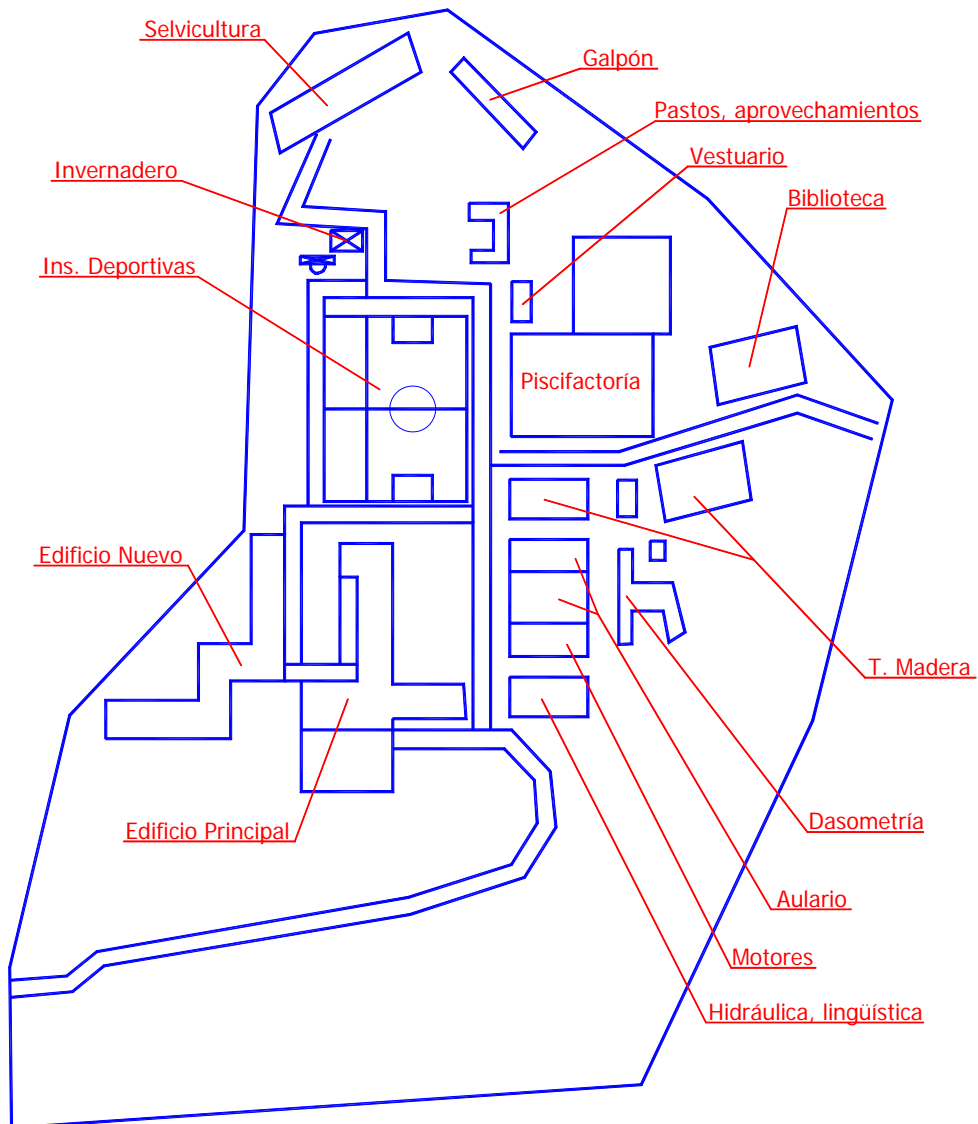 Selvicultura
Galpón
Pastos, aprovechamientos
Vestuario
Invernadero
Biblioteca
Ins. Deportivas
Piscifactoría
Edificio Nuevo
T. Madera
Edificio Principal
Dasometría
Aulario
Motores
Hidráulica, lingüística